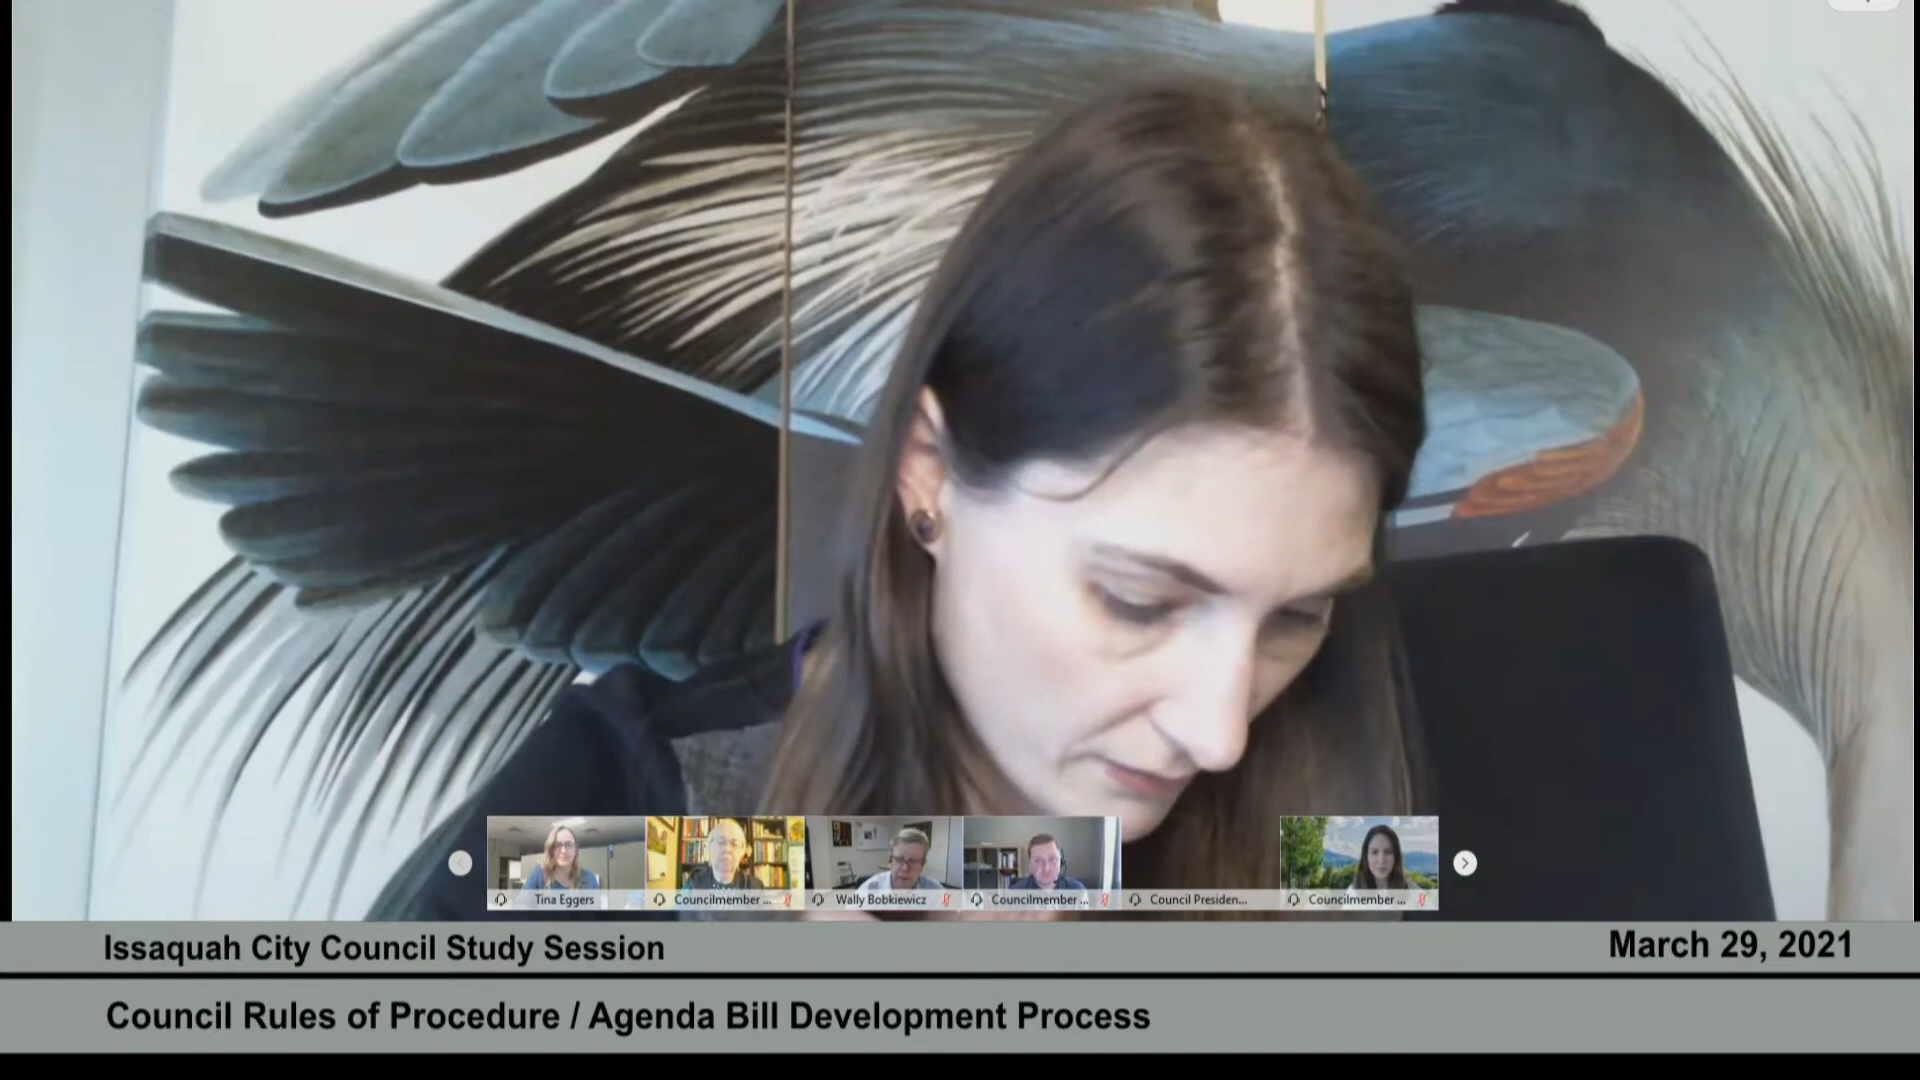 Tina Eggers
Councilmember ...
Wally Bobkiewicz
Councilmember ...
Council Presiden...
Councilmember ...
Issaquah City Council Study Session
March 29, 2021
Council Rules of Procedure / Agenda Bill Development Process